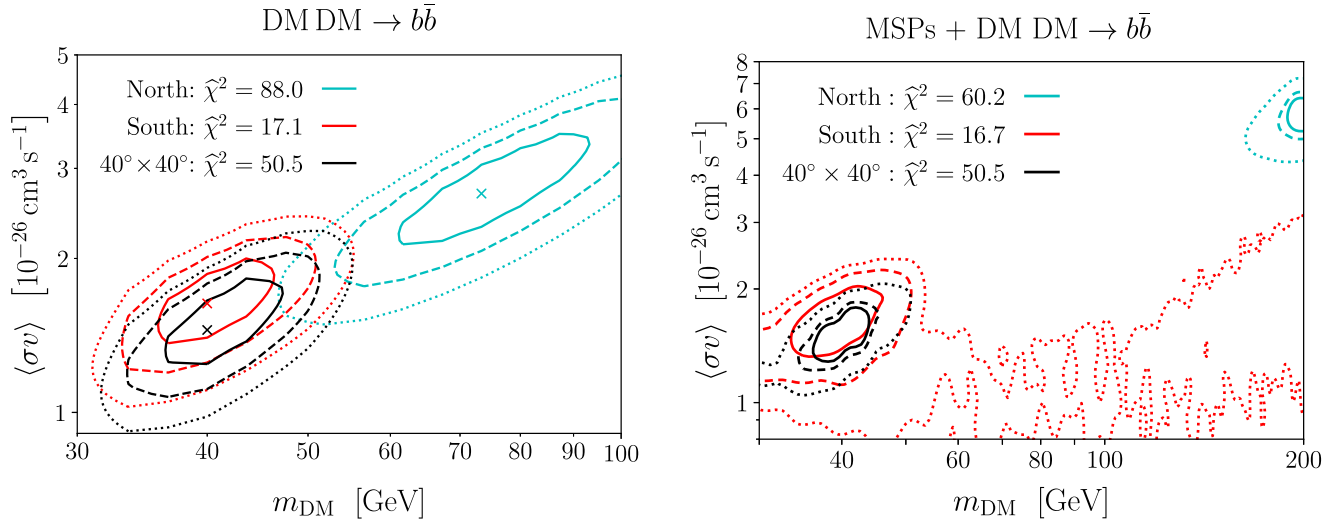 DM DM → b b̄
5
4
3
2
1
⟨σv⟩ [10⁻²⁶ cm³ s⁻¹]
North: χ̂² = 88.0
South: χ̂² = 17.1
40° × 40°: χ̂² = 50.5
30 40 50 60 70 80 90 100
m_DM [GeV]
MSPs + DM DM → b b̄
8
7
6
5
4
3
2
1
⟨σv⟩ [10⁻²⁶ cm³ s⁻¹]
North : χ̂² = 60.2
South : χ̂² = 16.7
40° × 40° : χ̂² = 50.5
40 60 80 100 200
m_DM [GeV]